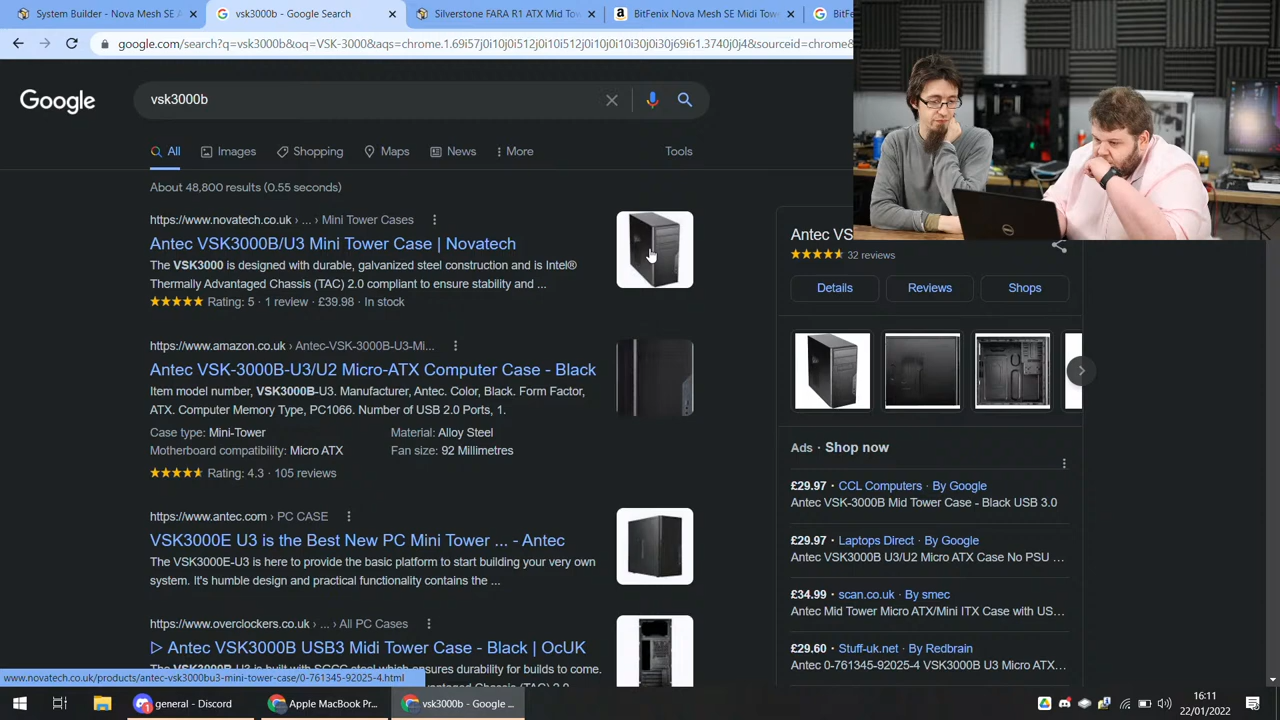 System Builder - Nova Mesh SE A
vsk3000b - Google Search
Silverstone FARA R1 ATX Mid Tow
BitFenix Nova Mesh SE Midi Tow
BitFe
google.com/search?q=vsk3000b&oq=VSK-3000&aqs=chrome.1.69i57j0i10j0i512j0i10i512j0i10j0i10i30j0i30j69i61.3740j0j4&sourceid=chrome&
Google
vsk3000b
All
Images
Shopping
Maps
News
More
Tools
About 48,800 results (0.55 seconds)
https://www.novatech.co.uk › ... › Mini Tower Cases
Antec VSK3000B/U3 Mini Tower Case | Novatech
The VSK3000 is designed with durable, galvanized steel construction and is Intel®
Thermally Advantaged Chassis (TAC) 2.0 compliant to ensure stability and ...
Rating: 5 · 1 review · £39.98 · In stock
https://www.amazon.co.uk › Antec-VSK-3000B-U3-Mi...
Antec VSK-3000B-U3/U2 Micro-ATX Computer Case - Black
Item model number, VSK3000B-U3. Manufacturer, Antec. Color, Black. Form Factor,
ATX. Computer Memory Type, PC1066. Number of USB 2.0 Ports, 1.
Case type: Mini-Tower
Material: Alloy Steel
Motherboard compatibility: Micro ATX
Fan size: 92 Millimetres
Rating: 4.3 · 105 reviews
https://www.antec.com › PC CASE
VSK3000E U3 is the Best New PC Mini Tower ... - Antec
The VSK3000E-U3 is here to provide the basic platform to start building your very own
system. It's humble design and practical functionality contains the ...
https://www.overclockers.co.uk › ... › All PC Cases
▷ Antec VSK3000B USB3 Midi Tower Case - Black | OcUK
Antec VS
32 reviews
Details
Reviews
Shops
Ads · Shop now
£29.97 · CCL Computers · By Google
Antec VSK-3000B Mid Tower Case - Black USB 3.0
£29.97 · Laptops Direct · By Google
Antec VSK3000B U3/U2 Micro ATX Case No PSU ...
£34.99 · scan.co.uk · By smec
Antec Mid Tower Micro ATX/Mini ITX Case with US...
£29.60 · Stuff-uk.net · By Redbrain
Antec 0-761345-92025-4 VSK3000B U3 Micro ATX...
www.novatech.co.uk/products/antec-vsk3000bu3-mini-tower-case/0-761345-92025-4.html
general - Discord
Apple Macbook P
vsk3000b - Google ...
16:11
22/01/2022